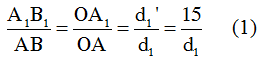 A₁B₁/AB = OA₁/OA = d₁'/d₁ = 15/d₁ (1)